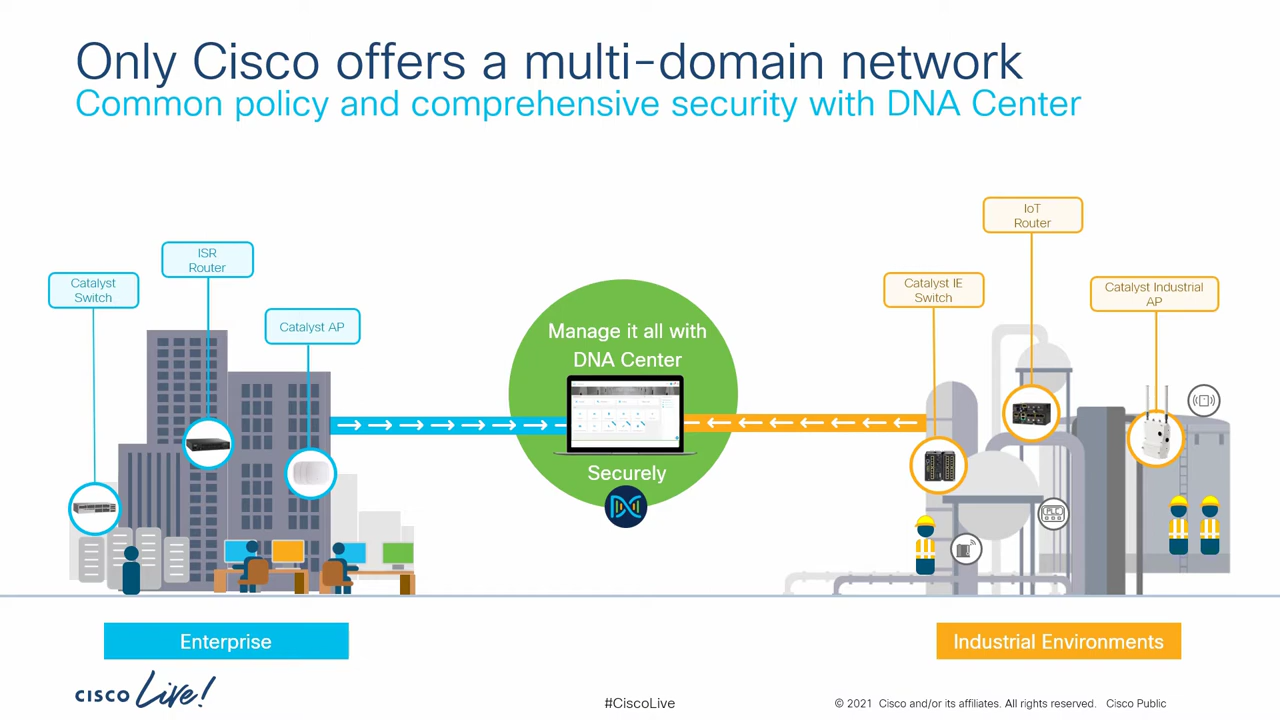 Only Cisco offers a multi-domain network
Common policy and comprehensive security with DNA Center
IoT
Router
ISR
Router
Catalyst
Switch
Catalyst IE
Switch
Catalyst Industrial
AP
Catalyst AP
Manage it all with
DNA Center
Securely
PLC
Enterprise
Industrial Environments
CISCO Live!
#CiscoLive
© 2021 Cisco and/or its affiliates. All rights reserved. Cisco Public